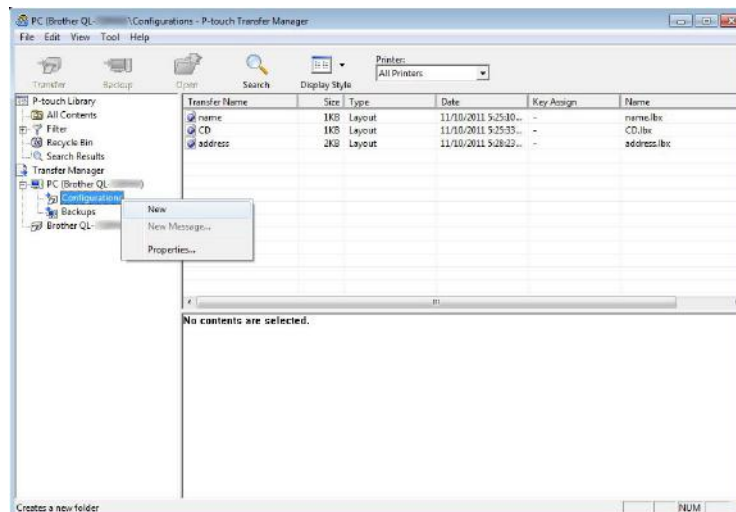 PC (Brother QL- \Configurations - P-touch Transfer Manager
File Edit View Tool Help
Transfer Backup Open Search Display Style Printer:
All Printers
P-touch Library
All Contents
Filter
Recycle Bin
Search Results
Transfer Manager
PC (Brother QL- )
Configurations
Backups
Brother QL-
New
New Message...
Properties...
Transfer Name Size Type Date Key Assign Name
name 1KB Layout 11/10/2011 5:25:10... - name.lbx
CD 1KB Layout 11/10/2011 5:25:33... - CD.lbx
address 2KB Layout 11/10/2011 5:28:23... - address.lbx
No contents are selected.
Creates a new folder NUM